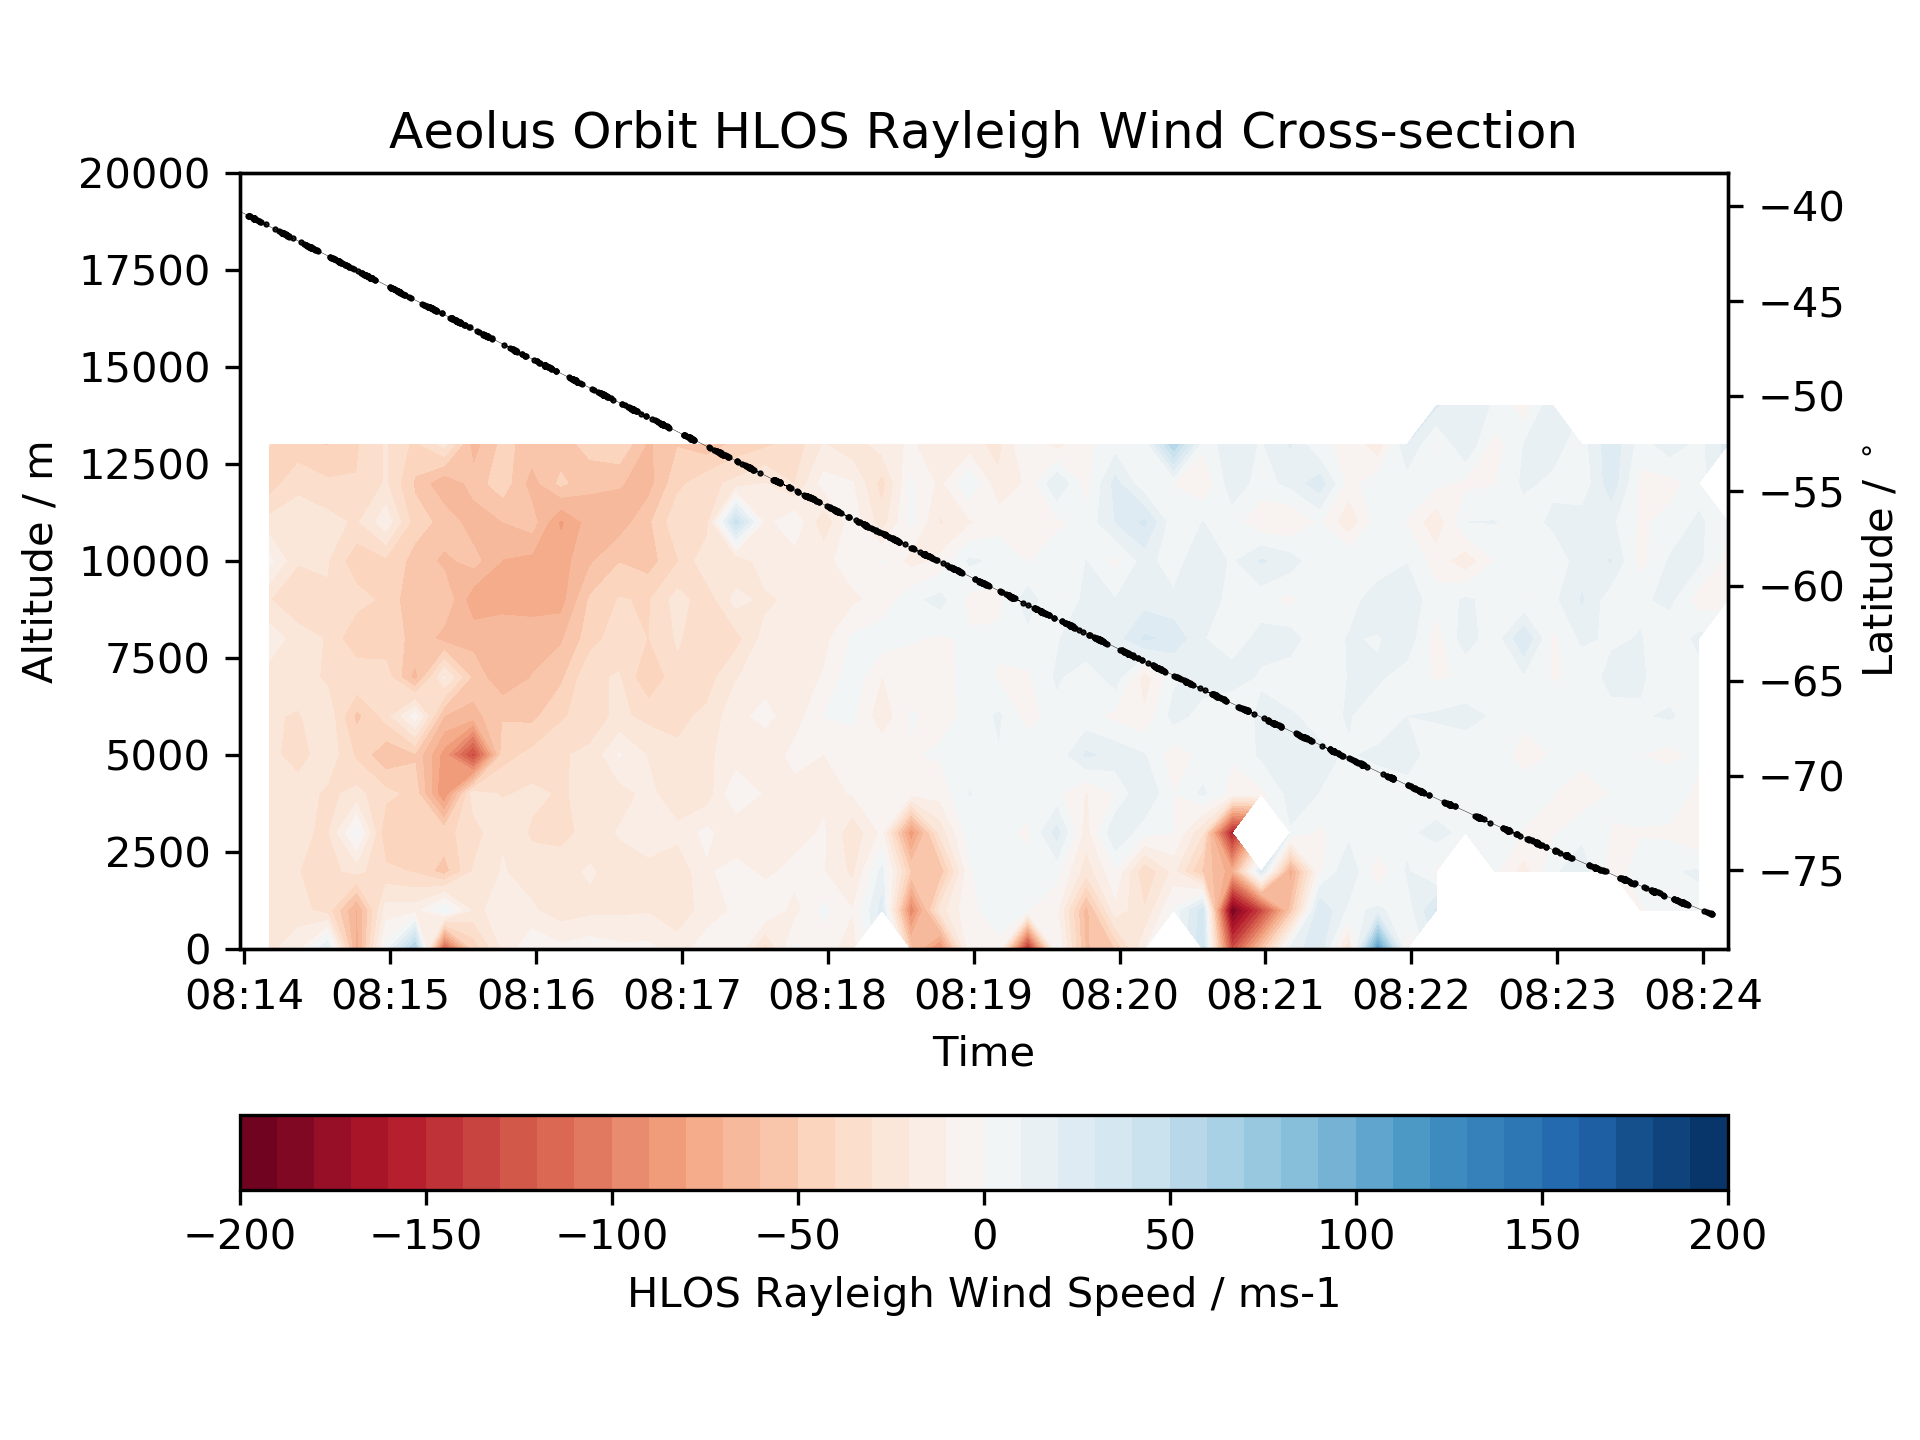 Aeolus Orbit HLOS Rayleigh Wind Cross-section
20000
17500
15000
12500
10000
7500
5000
2500
0
Altitude / m
−40
−45
−50
−55
−60
−65
−70
−75
Latitude / °
08:14 08:15 08:16 08:17 08:18 08:19 08:20 08:21 08:22 08:23 08:24
Time
−200 −150 −100 −50 0 50 100 150 200
HLOS Rayleigh Wind Speed / ms-1